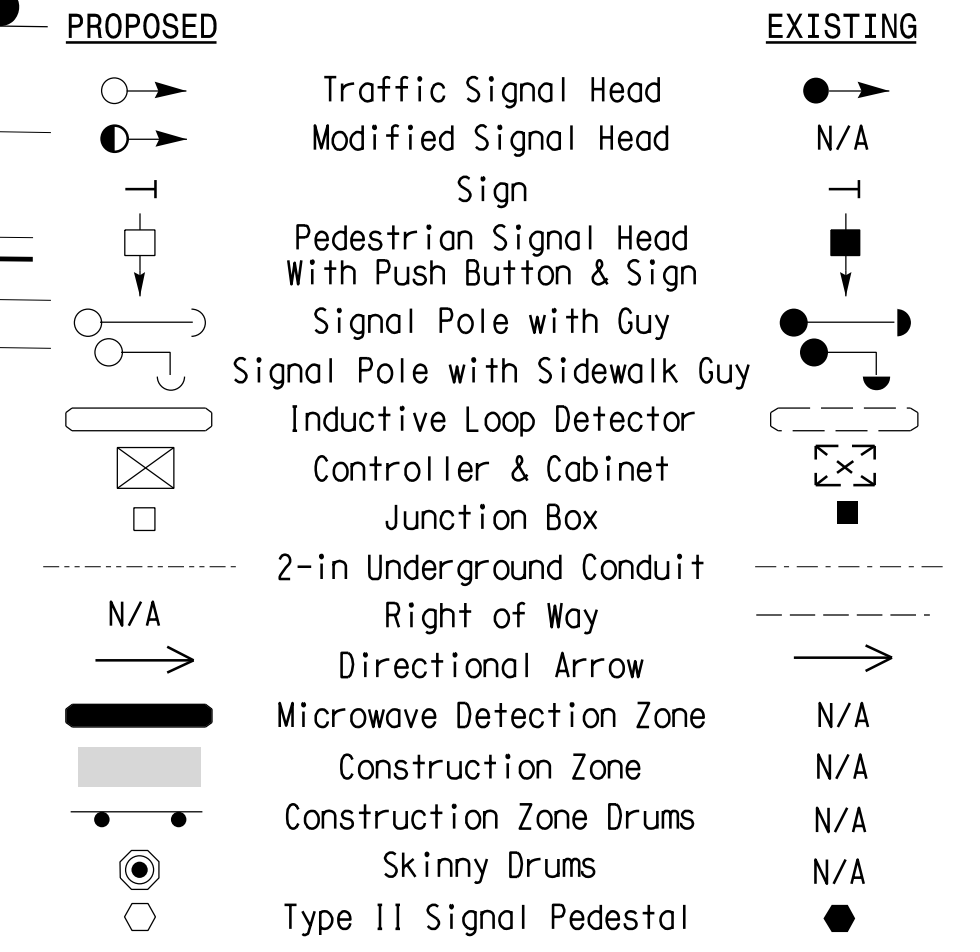 PROPOSED EXISTING
Traffic Signal Head
Modified Signal Head N/A
Sign
Pedestrian Signal Head
With Push Button & Sign
Signal Pole with Guy
Signal Pole with Sidewalk Guy
Inductive Loop Detector
Controller & Cabinet
Junction Box
2-in Underground Conduit
N/A Right of Way
Directional Arrow
Microwave Detection Zone N/A
Construction Zone N/A
Construction Zone Drums N/A
Skinny Drums N/A
Type II Signal Pedestal